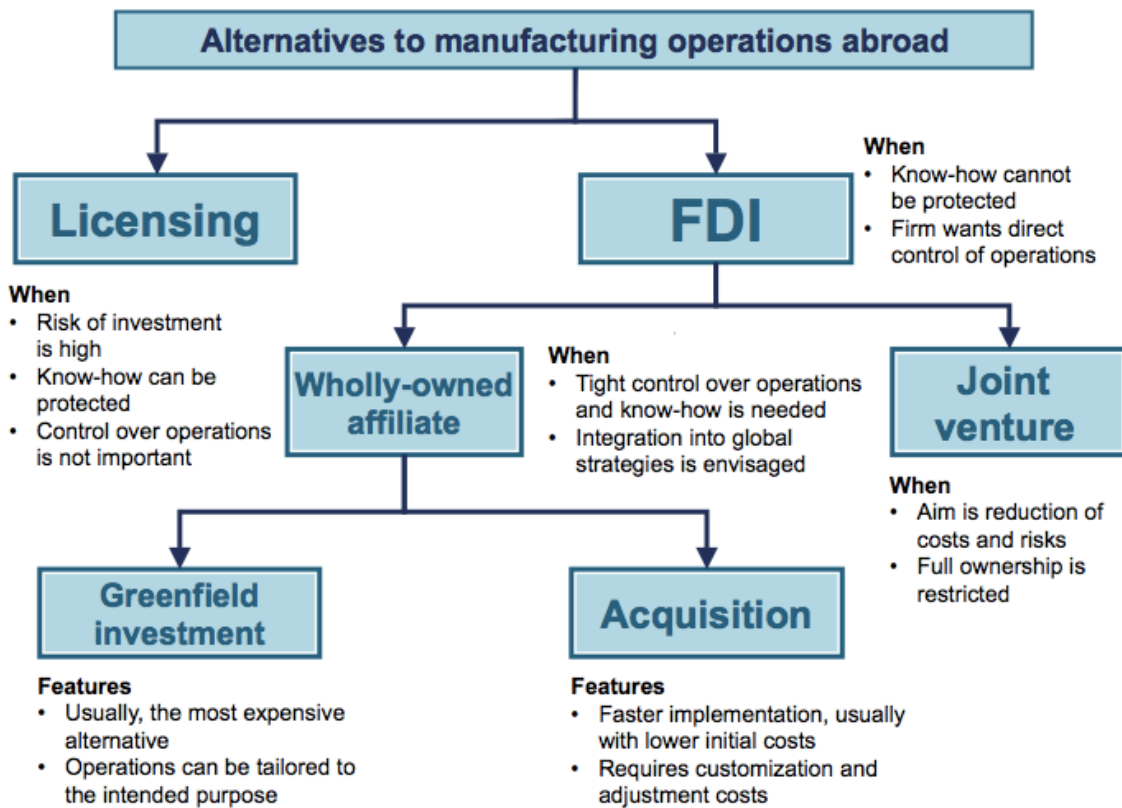 Alternatives to manufacturing operations abroad
Licensing
When
• Risk of investment
is high
• Know-how can be
protected
• Control over operations
is not important
FDI
When
• Know-how cannot
be protected
• Firm wants direct
control of operations
Wholly-owned
affiliate
When
• Tight control over operations
and know-how is needed
• Integration into global
strategies is envisaged
Joint
venture
When
• Aim is reduction of
costs and risks
• Full ownership is
restricted
Greenfield
investment
Features
• Usually, the most expensive
alternative
• Operations can be tailored to
the intended purpose
Acquisition
Features
• Faster implementation, usually
with lower initial costs
• Requires customization and
adjustment costs